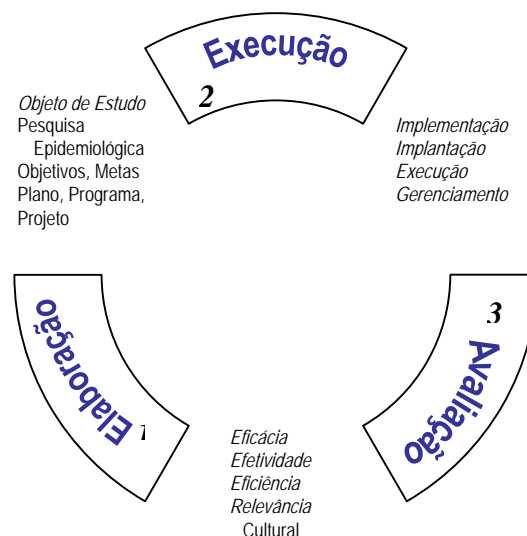 Execução
2
Objeto de Estudo
Pesquisa
Epidemiológica
Objetivos, Metas
Plano, Programa,
Projeto
Implementação
Implantação
Execução
Gerenciamento
Elaboração
1
3
Avaliação
Eficácia
Efetividade
Eficiência
Relevância
Cultural